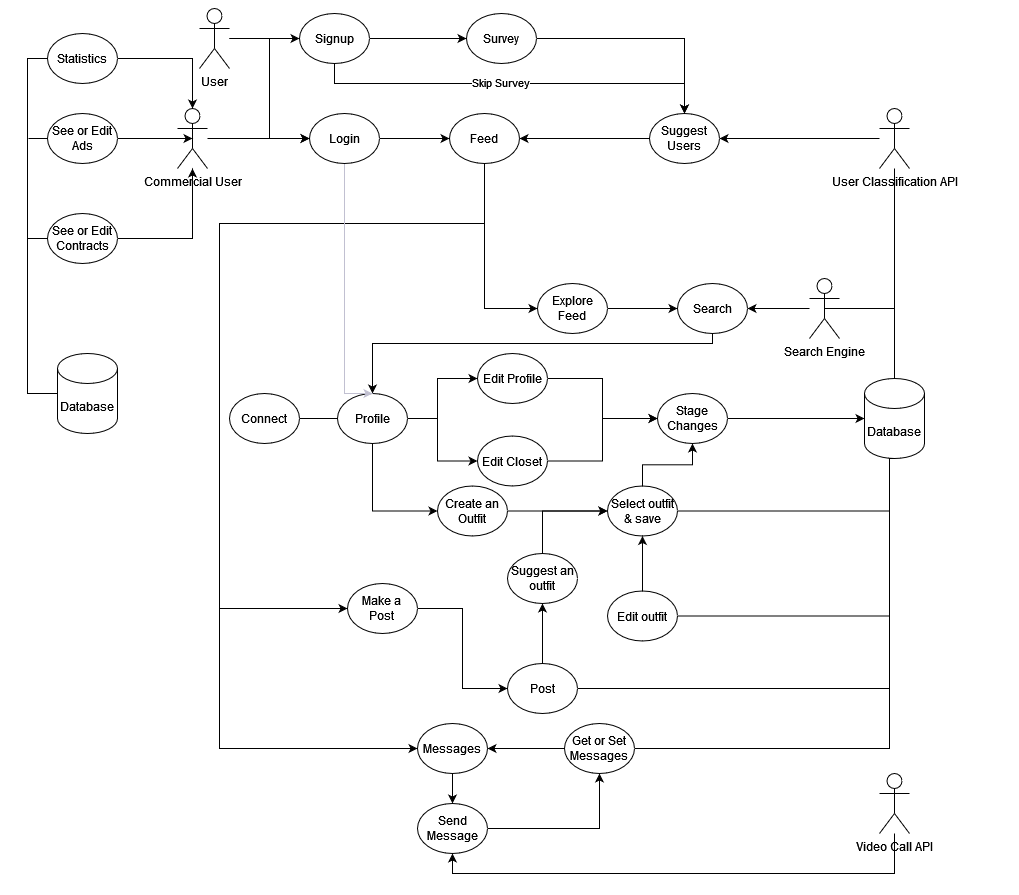 Signup
Survey
Statistics
User
Skip Survey
See or Edit
Ads
Login
Feed
Suggest
Users
Commercial User
User Classification API
See or Edit
Contracts
Explore
Feed
Search
Search Engine
Database
Edit Profile
Connect
Profile
Stage
Changes
Database
Edit Closet
Create an
Outfit
Select outfit
& save
Suggest an
outfit
Make a
Post
Edit outfit
Post
Messages
Get or Set
Messages
Send
Message
Video Call API